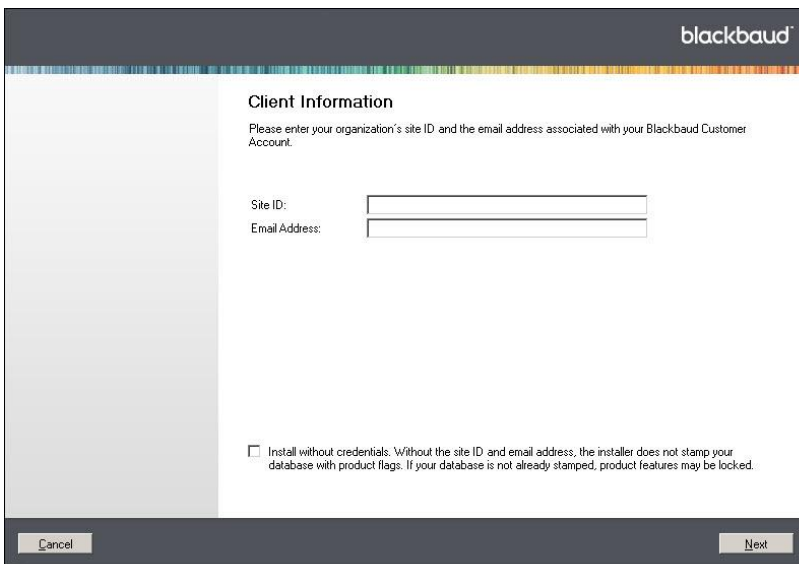 blackbaud
Client Information
Please enter your organization's site ID and the email address associated with your Blackbaud Customer
Account.
Site ID:
Email Address:
Install without credentials. Without the site ID and email address, the installer does not stamp your
database with product flags. If your database is not already stamped, product features may be locked.
Cancel
Next